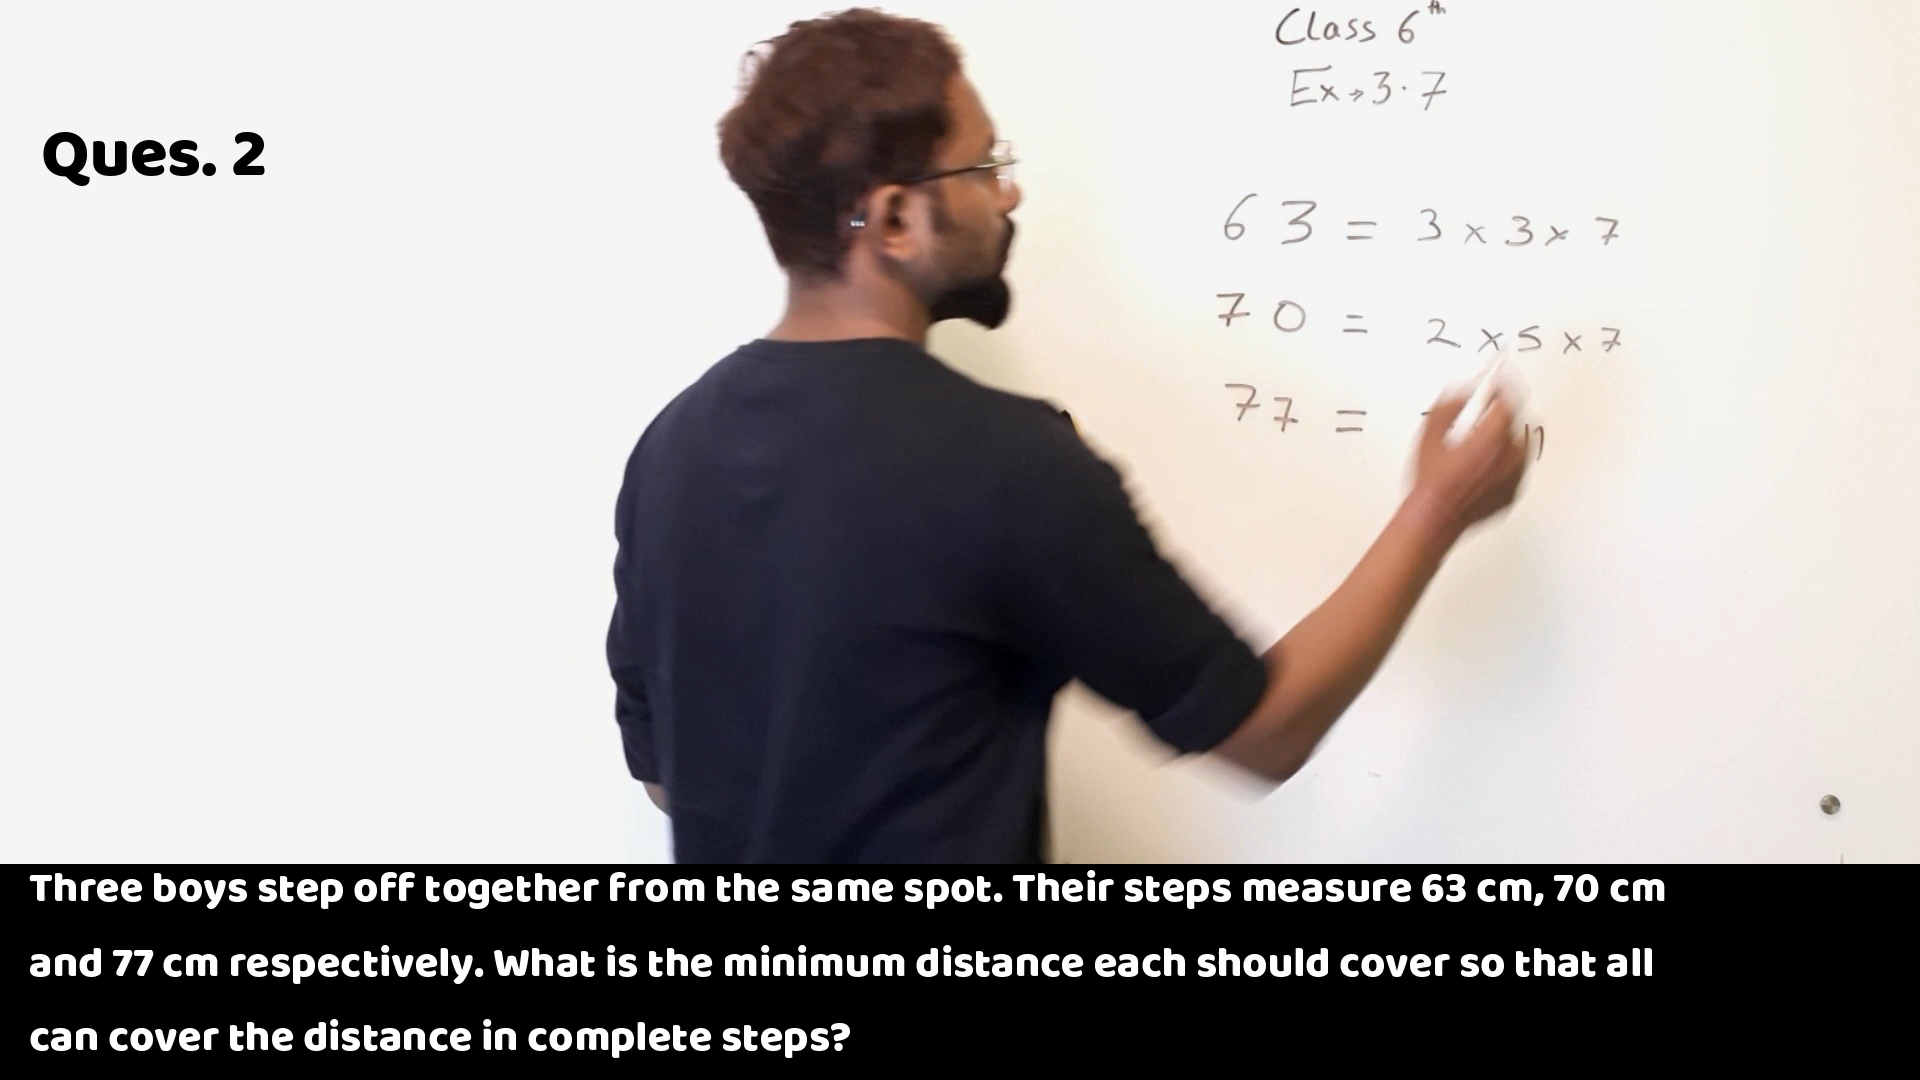 Class 6th
Ex → 3.7
Ques. 2
63 = 3 x 3 x 7
70 = 2 x 5 x 7
77 = 11
Three boys step off together from the same spot. Their steps measure 63 cm, 70 cm
and 77 cm respectively. What is the minimum distance each should cover so that all
can cover the distance in complete steps?